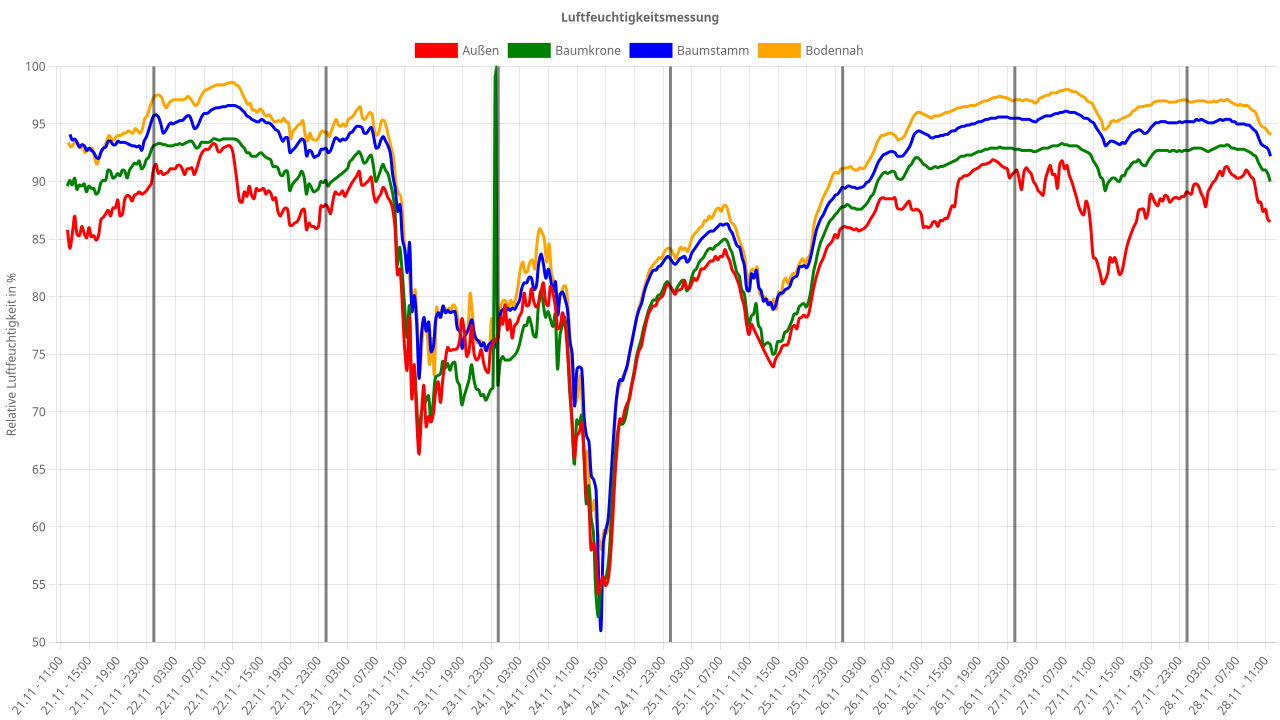 Luftfeuchtigkeitsmessung
Außen Baumkrone Baumstamm Bodennah
Relative Luftfeuchtigkeit in %
100
95
90
85
80
75
70
65
60
55
50
21.11 - 11:00
21.11 - 15:00
21.11 - 19:00
21.11 - 23:00
22.11 - 03:00
22.11 - 07:00
22.11 - 11:00
22.11 - 15:00
22.11 - 19:00
22.11 - 23:00
23.11 - 03:00
23.11 - 07:00
23.11 - 11:00
23.11 - 15:00
23.11 - 19:00
23.11 - 23:00
24.11 - 03:00
24.11 - 07:00
24.11 - 11:00
24.11 - 15:00
24.11 - 19:00
24.11 - 23:00
25.11 - 03:00
25.11 - 07:00
25.11 - 11:00
25.11 - 15:00
25.11 - 19:00
25.11 - 23:00
26.11 - 03:00
26.11 - 07:00
26.11 - 11:00
26.11 - 15:00
26.11 - 19:00
26.11 - 23:00
27.11 - 03:00
27.11 - 07:00
27.11 - 11:00
27.11 - 15:00
27.11 - 19:00
27.11 - 23:00
28.11 - 03:00
28.11 - 07:00
28.11 - 11:00